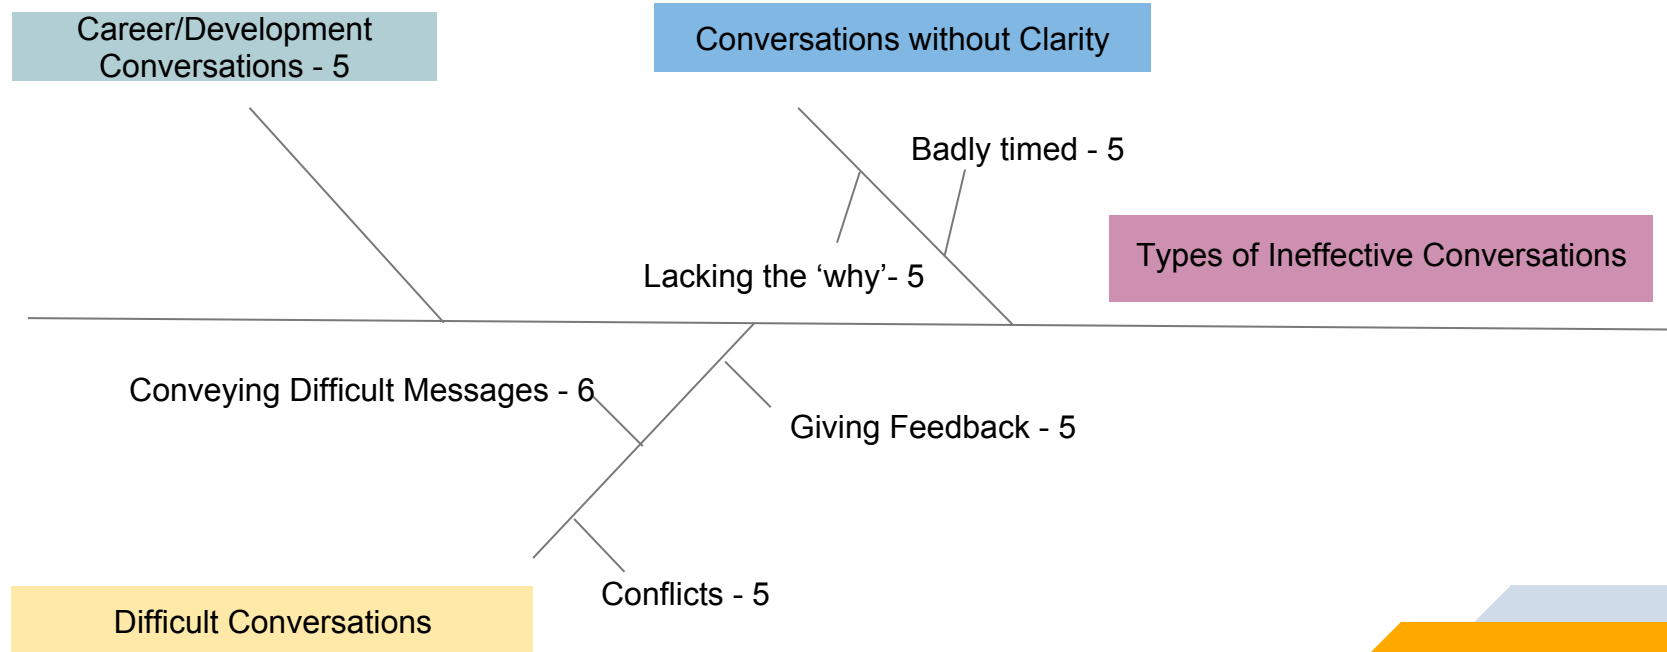 Career/Development
Conversations - 5
Conversations without Clarity
Badly timed - 5
Lacking the ‘why’- 5
Types of Ineffective Conversations
Conveying Difficult Messages - 6
Giving Feedback - 5
Conflicts - 5
Difficult Conversations